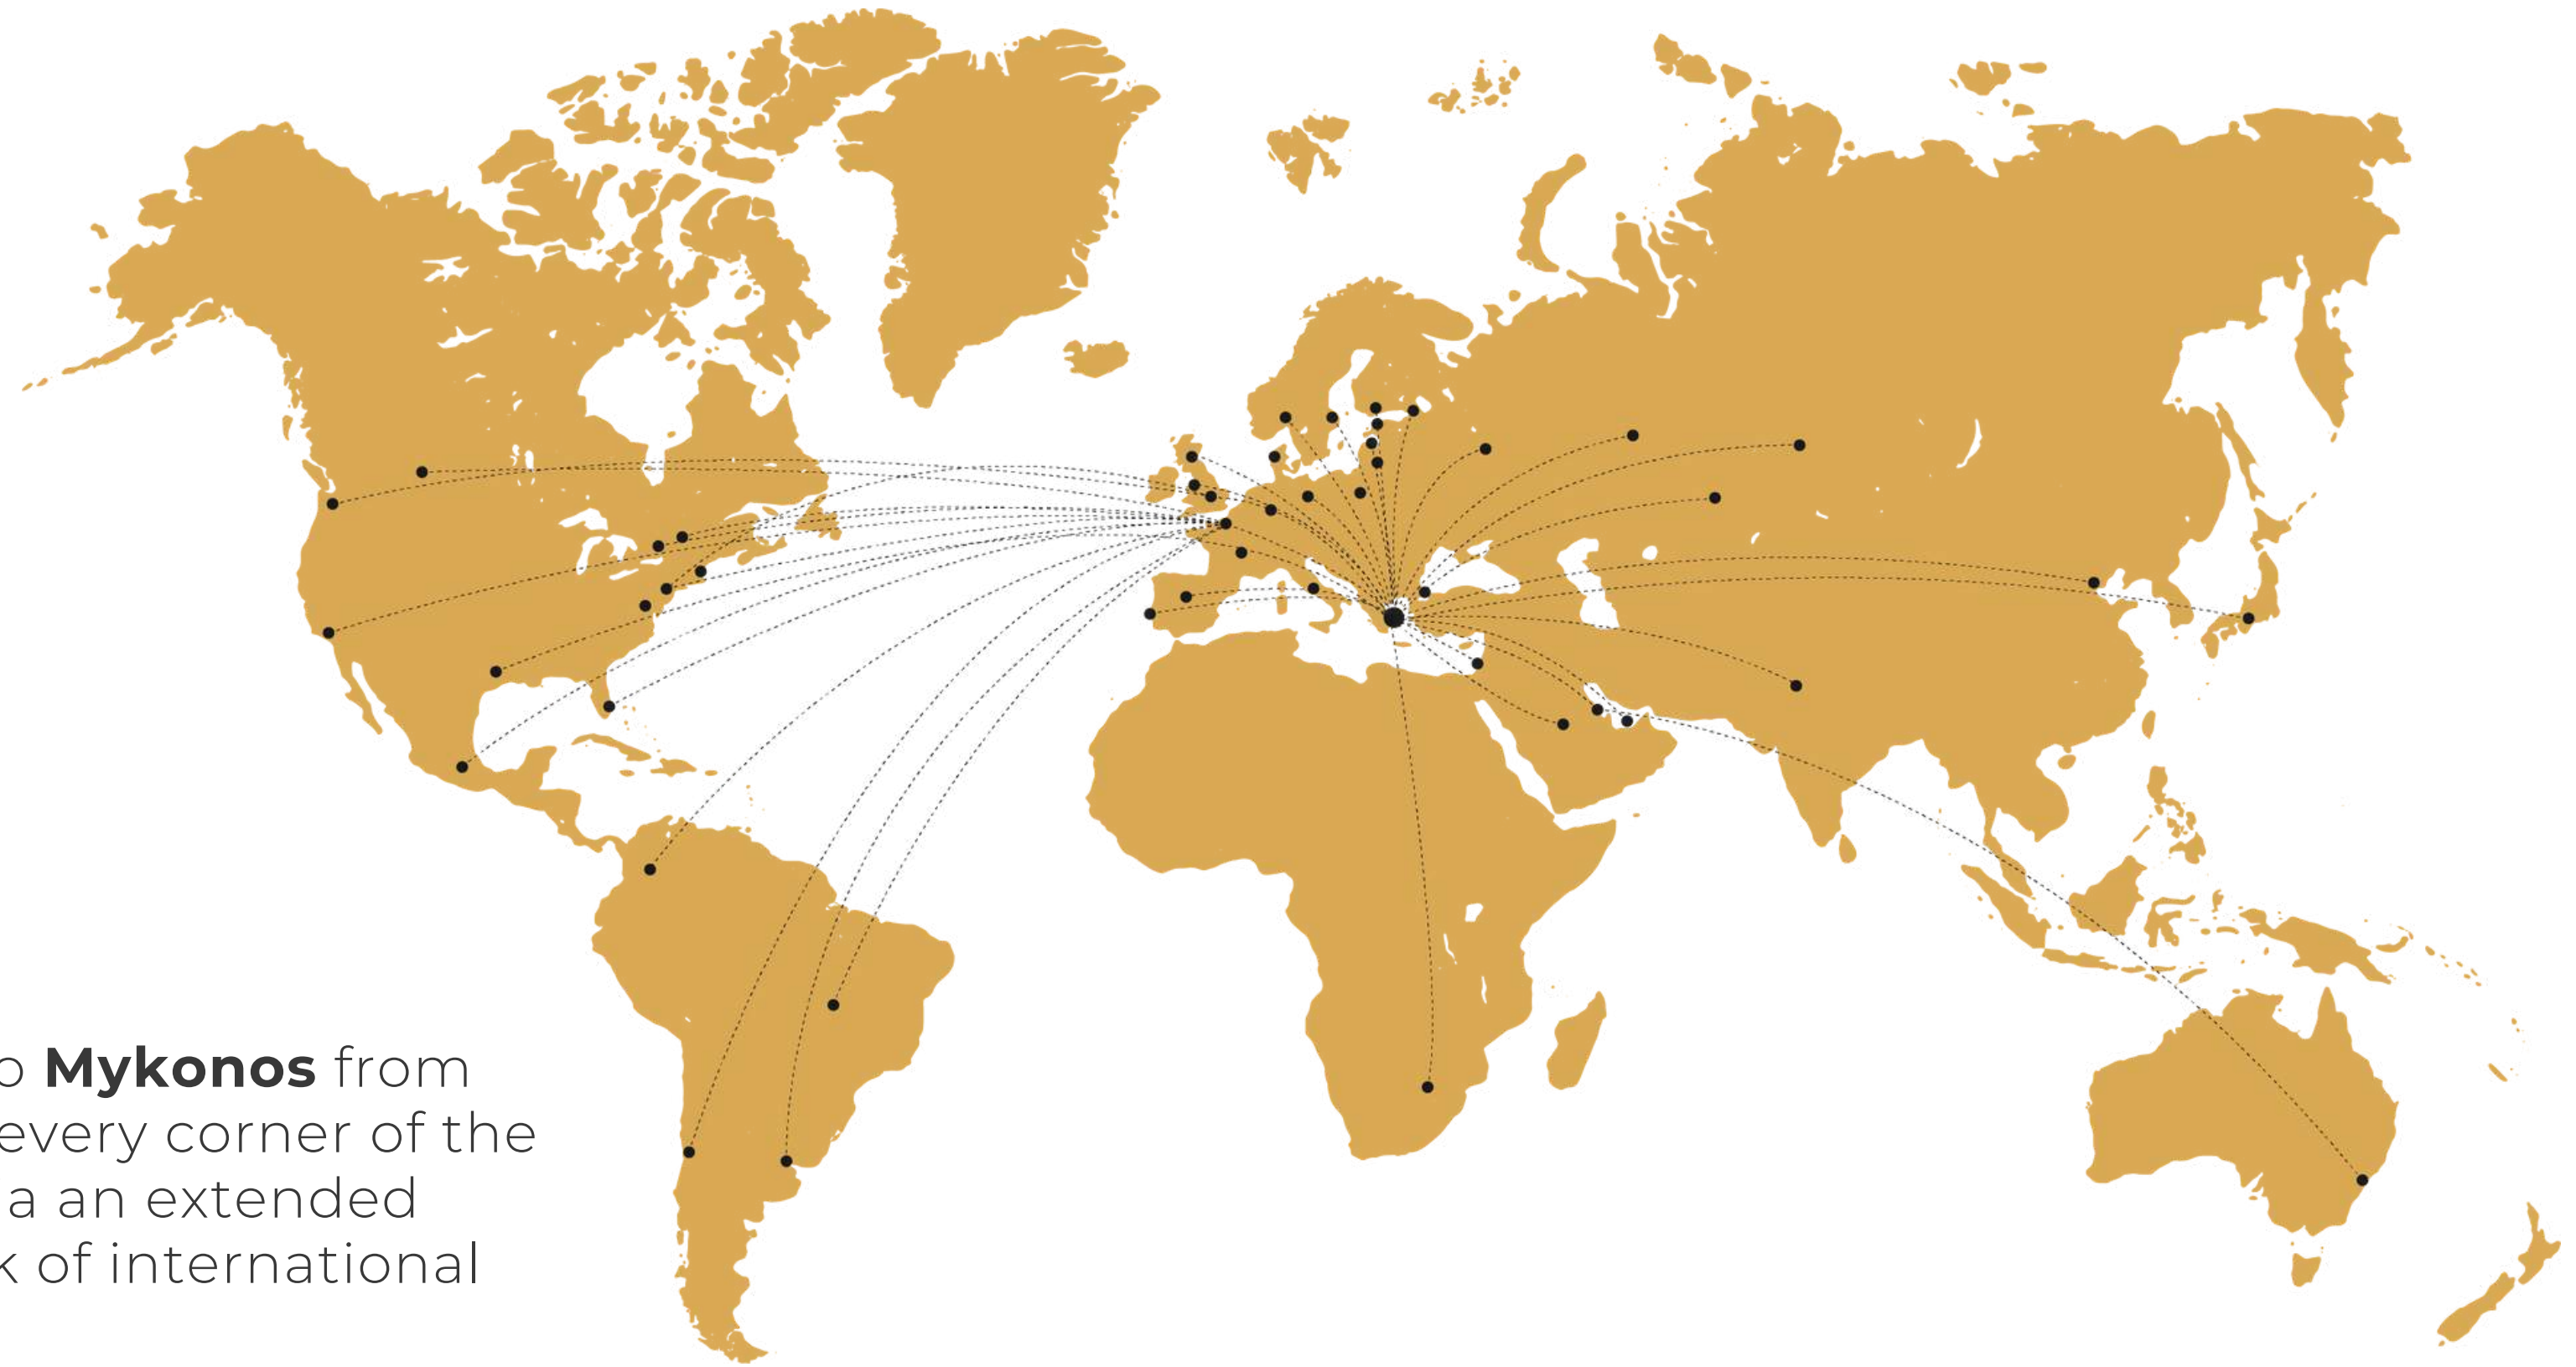 o Mykonos from
every corner of the
a an extended
k of international